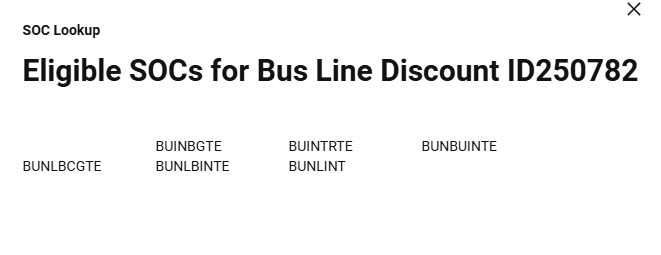 SOC Lookup
Eligible SOCs for Bus Line Discount ID250782
BUINBGTE BUINTRTE BUNBUINTE
BUNLBCGTE BUNLBINTE BUNLINT